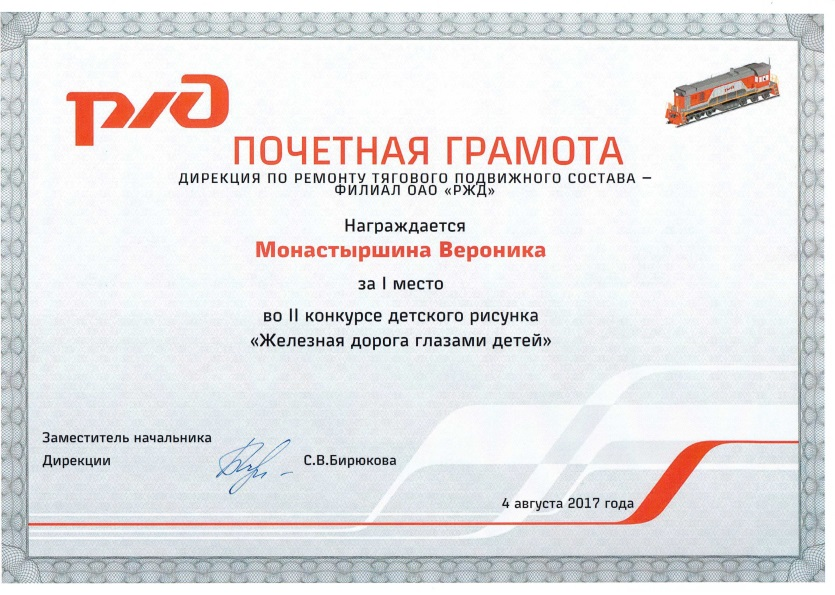 РЖД
ПОЧЕТНАЯ ГРАМОТА
ДИРЕКЦИЯ ПО РЕМОНТУ ТЯГОВОГО ПОДВИЖНОГО СОСТАВА –
ФИЛИАЛ ОАО «РЖД»
Награждается
Монастыршина Вероника
за I место
во II конкурсе детского рисунка
«Железная дорога глазами детей»
Заместитель начальника
Дирекции
С.В.Бирюкова
4 августа 2017 года